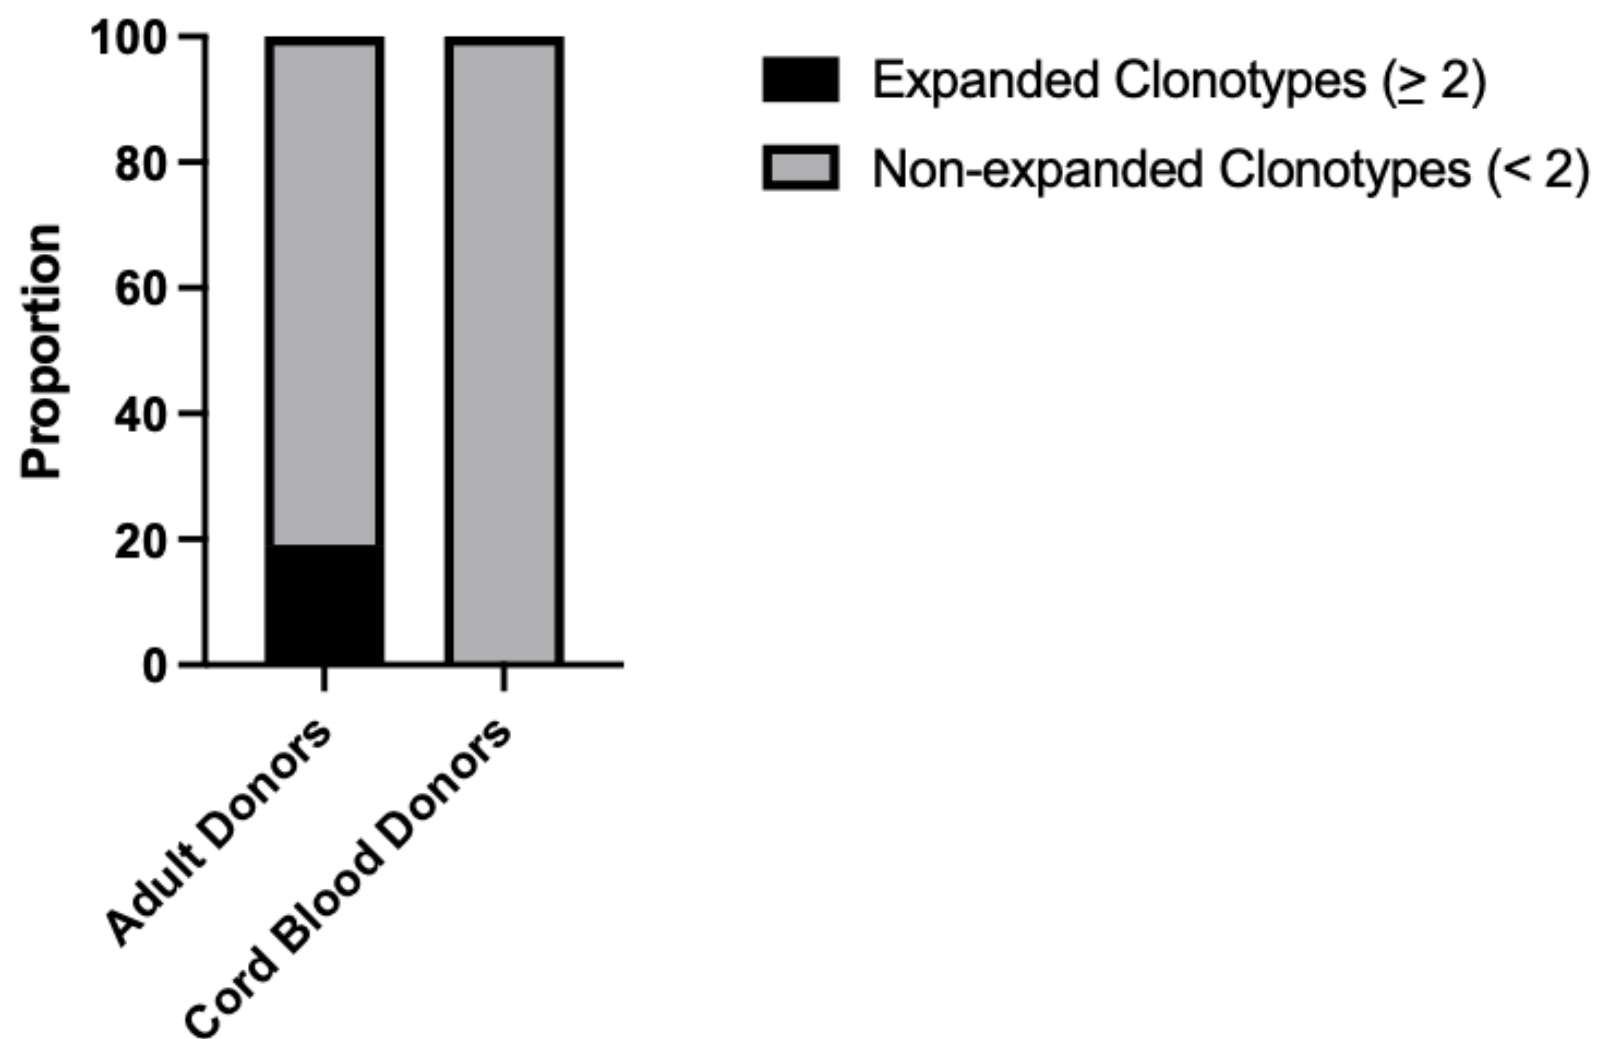 Proportion
100
80
60
40
20
0
Adult Donors
Cord Blood Donors
Expanded Clonotypes (≥ 2)
Non-expanded Clonotypes (< 2)